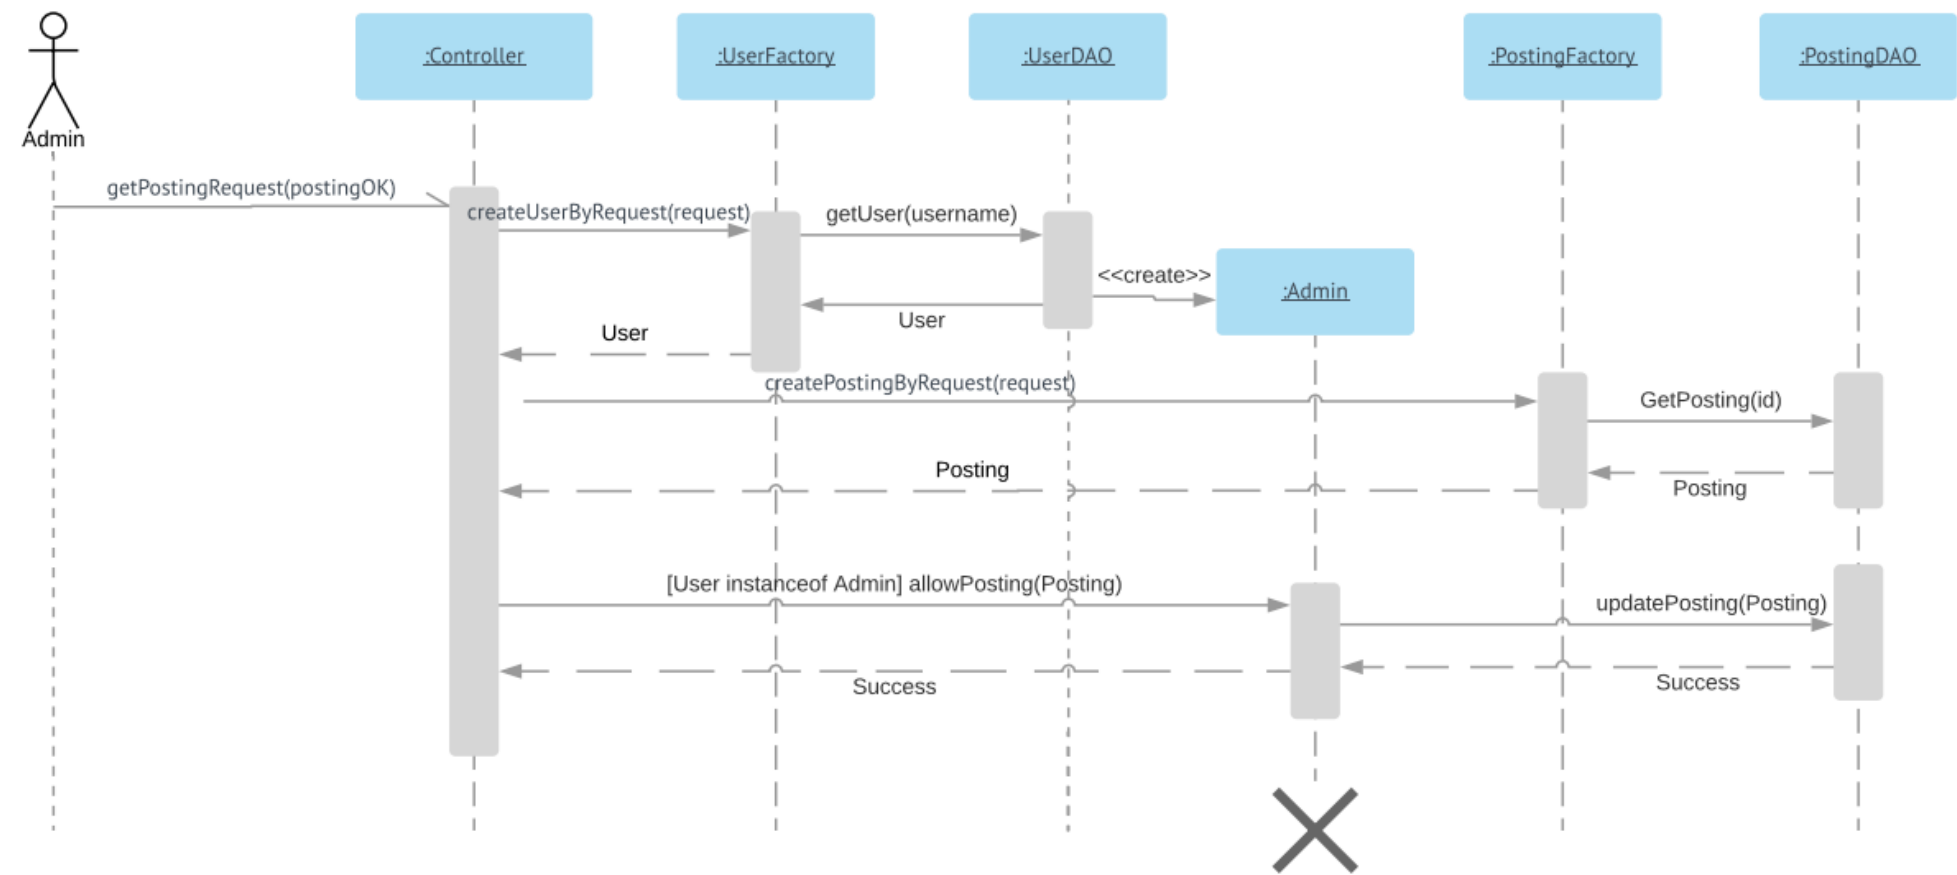 :Controller
:UserFactory
:UserDAO
:PostingFactory
:PostingDAO
Admin
getPostingRequest(postingOK)
createUserByRequest(request)
getUser(username)
<<create>>
:Admin
User
User
createPostingByRequest(request)
GetPosting(id)
Posting
Posting
[User instanceof Admin] allowPosting(Posting)
updatePosting(Posting)
Success
Success